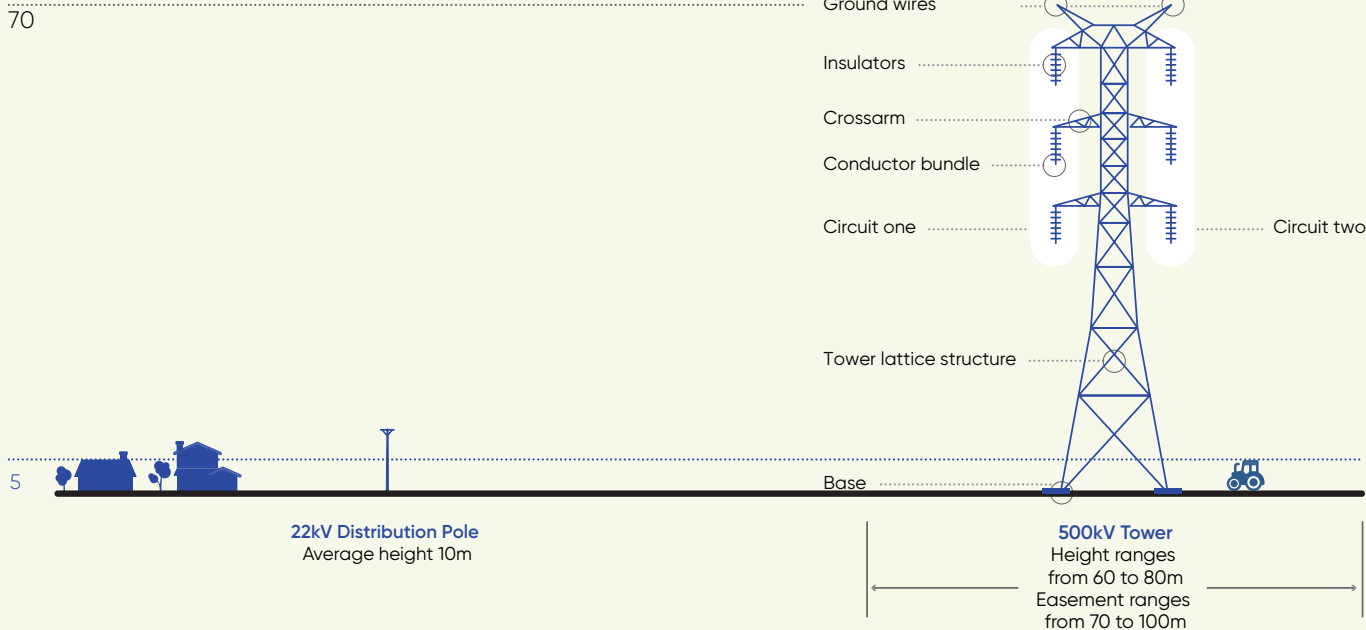 70
Ground wires
Insulators
Crossarm
Conductor bundle
Circuit one
Circuit two
Tower lattice structure
5
Base
22kV Distribution Pole
Average height 10m
500kV Tower
Height ranges
from 60 to 80m
Easement ranges
from 70 to 100m